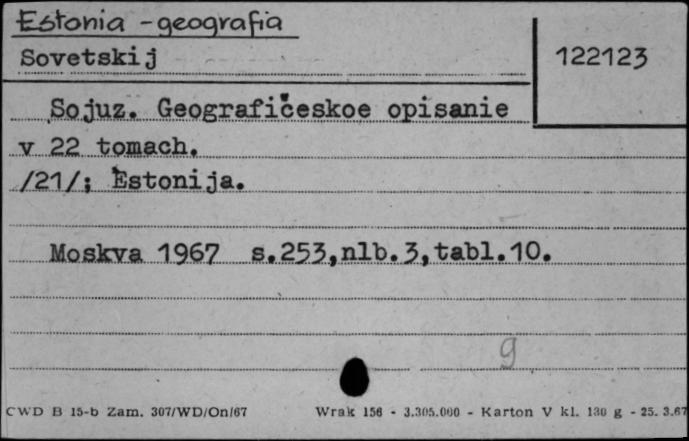 Estonia - geografia
Sovetskij
122123
Sojuz. Geografičeskoe opisanie
v 22 tomach.
/21/; Estonija.
Moskva 1967 s.253,nlb.3,tabl.10.
9
CWD B 15-b Zam. 307/WD/On/67 Wrak 156 - 3.305.000 - Karton V kl. 130 g - 25. 3.67